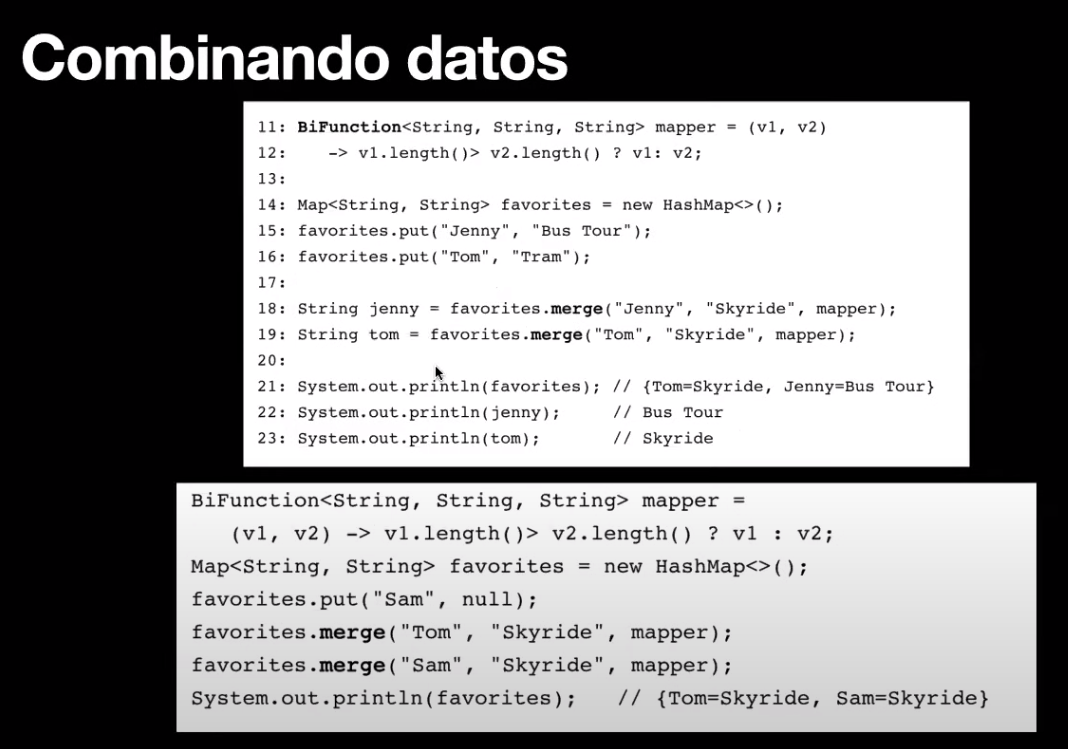 Combinando datos
11: BiFunction<String, String, String> mapper = (v1, v2)
12:    -> v1.length()> v2.length() ? v1: v2;
13:
14: Map<String, String> favorites = new HashMap<>();
15: favorites.put("Jenny", "Bus Tour");
16: favorites.put("Tom", "Tram");
17:
18: String jenny = favorites.merge("Jenny", "Skyride", mapper);
19: String tom = favorites.merge("Tom", "Skyride", mapper);
20:
21: System.out.println(favorites); // {Tom=Skyride, Jenny=Bus Tour}
22: System.out.println(jenny);     // Bus Tour
23: System.out.println(tom);       // Skyride
BiFunction<String, String, String> mapper =
   (v1, v2) -> v1.length()> v2.length() ? v1 : v2;
Map<String, String> favorites = new HashMap<>();
favorites.put("Sam", null);
favorites.merge("Tom", "Skyride", mapper);
favorites.merge("Sam", "Skyride", mapper);
System.out.println(favorites);   // {Tom=Skyride, Sam=Skyride}